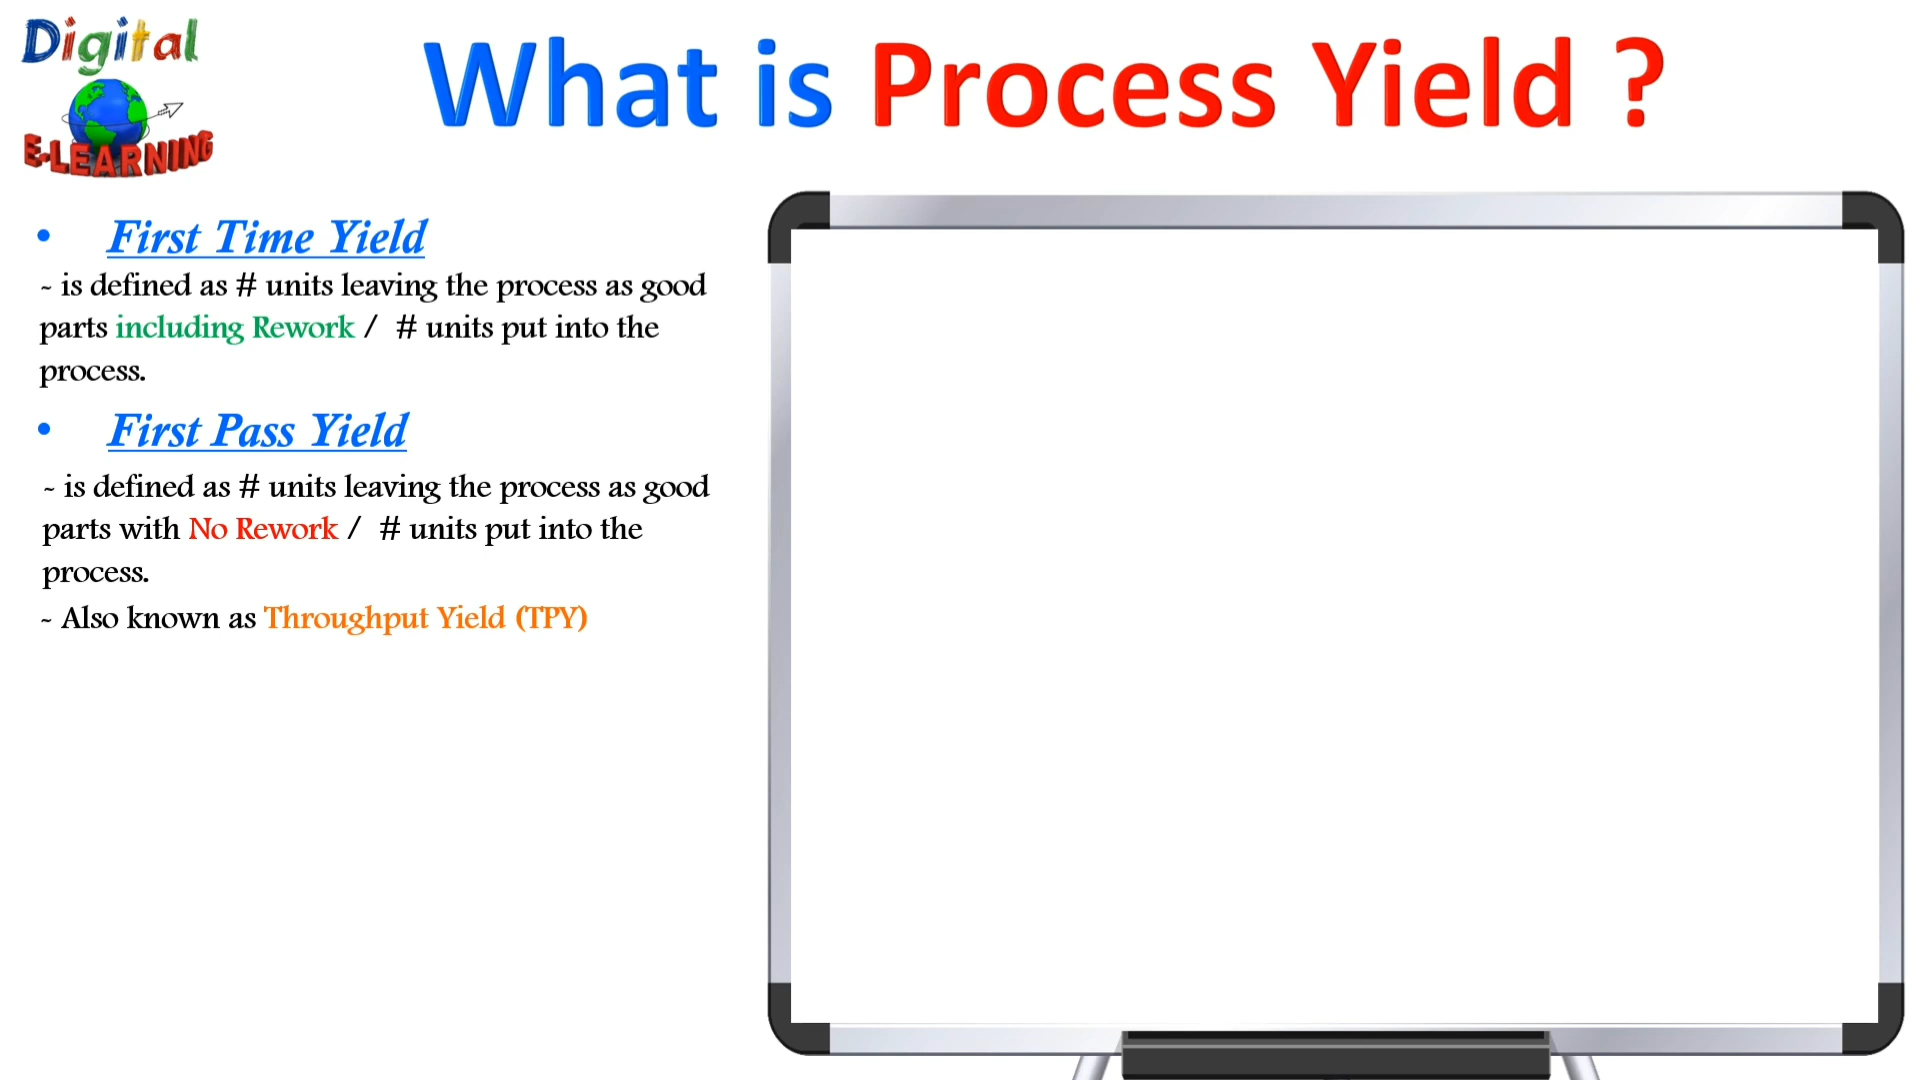 Digital
E-LEARNING
What is Process Yield ?
• First Time Yield
~ is defined as # units leaving the process as good
parts including Rework / # units put into the
process.
• First Pass Yield
~ is defined as # units leaving the process as good
parts with No Rework / # units put into the
process.
~ Also known as Throughput Yield (TPY)